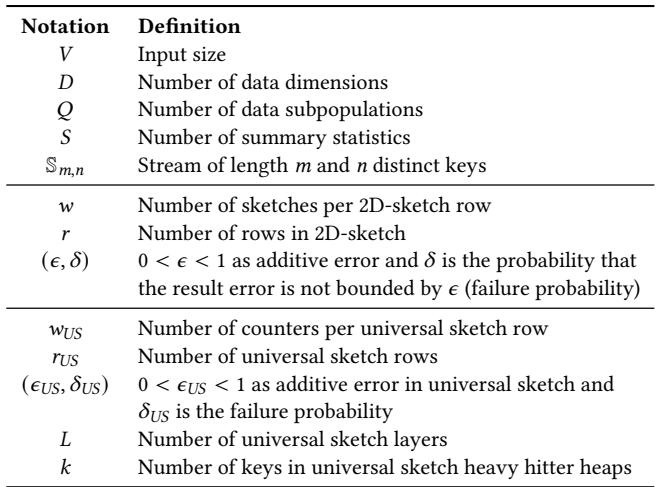 Notation Definition
V Input size
D Number of data dimensions
Q Number of data subpopulations
S Number of summary statistics
𝕊m,n Stream of length m and n distinct keys
w Number of sketches per 2D-sketch row
r Number of rows in 2D-sketch
(ϵ, δ) 0 < ϵ < 1 as additive error and δ is the probability that
the result error is not bounded by ϵ (failure probability)
wUS Number of counters per universal sketch row
rUS Number of universal sketch rows
(ϵUS, δUS) 0 < ϵUS < 1 as additive error in universal sketch and
δUS is the failure probability
L Number of universal sketch layers
k Number of keys in universal sketch heavy hitter heaps